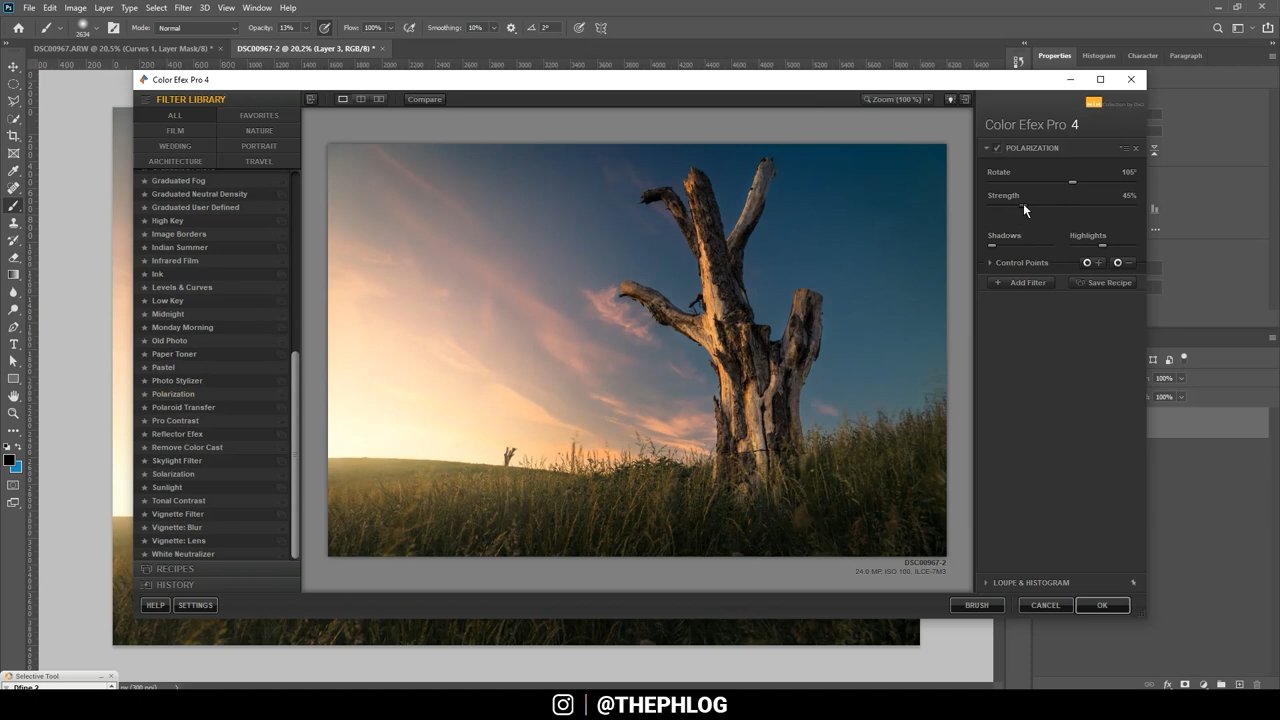 Ps File Edit Image Layer Type Select Filter 3D View Window Help
2634 Mode: Normal Opacity: 13% Flow: 100% Smoothing: 10% 2°
DSC00967.ARW @ 20,5% (Curves 1, Layer Mask/8) * × DSC00967-2 @ 20,2% (Layer 3, RGB/8) * × Properties Histogram Character Paragraph
Color Efex Pro 4
FILTER LIBRARY Compare Zoom (100 %)
ALL FAVORITES
FILM NATURE
WEDDING PORTRAIT
ARCHITECTURE TRAVEL
Graduated Fog
Graduated Neutral Density
Graduated User Defined
High Key
Image Borders
Indian Summer
Infrared Film
Ink
Levels & Curves
Low Key
Midnight
Monday Morning
Old Photo
Paper Toner
Pastel
Photo Stylizer
Polarization
Polaroid Transfer
Pro Contrast
Reflector Efex
Remove Color Cast
Skylight Filter
Solarization
Sunlight
Tonal Contrast
Vignette Filter
Vignette: Blur
Vignette: Lens
White Neutralizer
RECIPES
HISTORY
HELP SETTINGS
DSC00967-2
24.0 MP, ISO 100, ILCE-7M3
Collection by DxO
Color Efex Pro 4
POLARIZATION
Rotate 105°
Strength 45%
Shadows Highlights
Control Points
Add Filter Save Recipe
LOUPE & HISTOGRAM
BRUSH CANCEL OK
100%
100%
Selective Tool
Dfine 2
@THEPHLOG